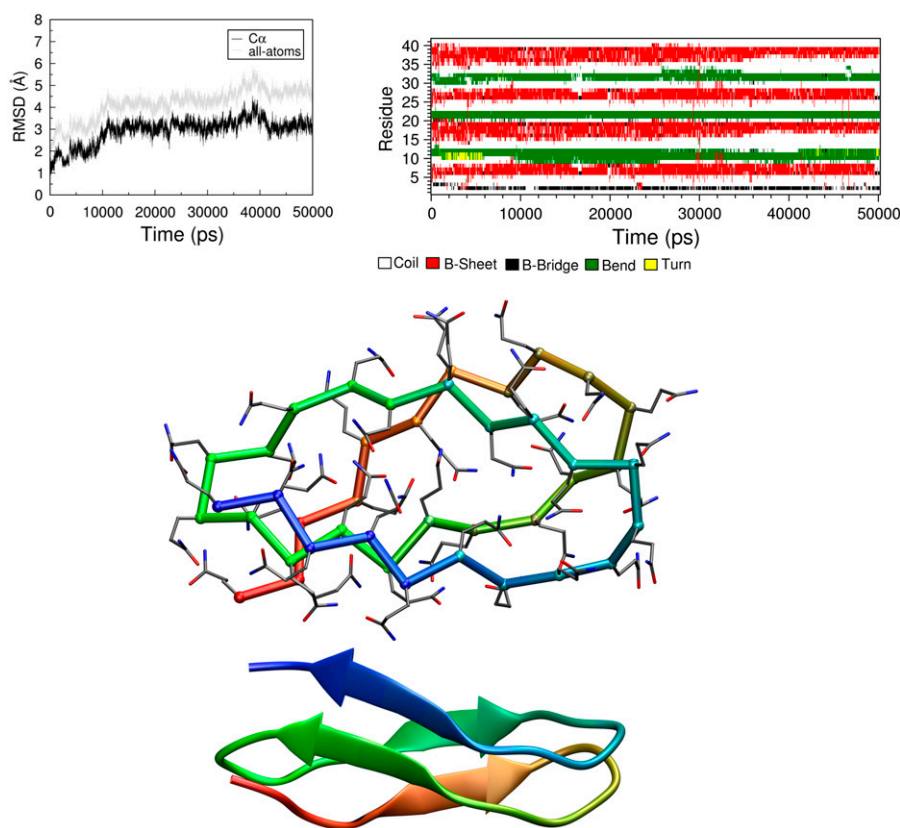 8
7
6
5
4
3
2
1
0
RMSD (Å)
Cα
all-atoms
0 10000 20000 30000 40000 50000
Time (ps)
40
35
30
25
20
15
10
5
Residue
0 10000 20000 30000 40000 50000
Time (ps)
Coil B-Sheet B-Bridge Bend Turn